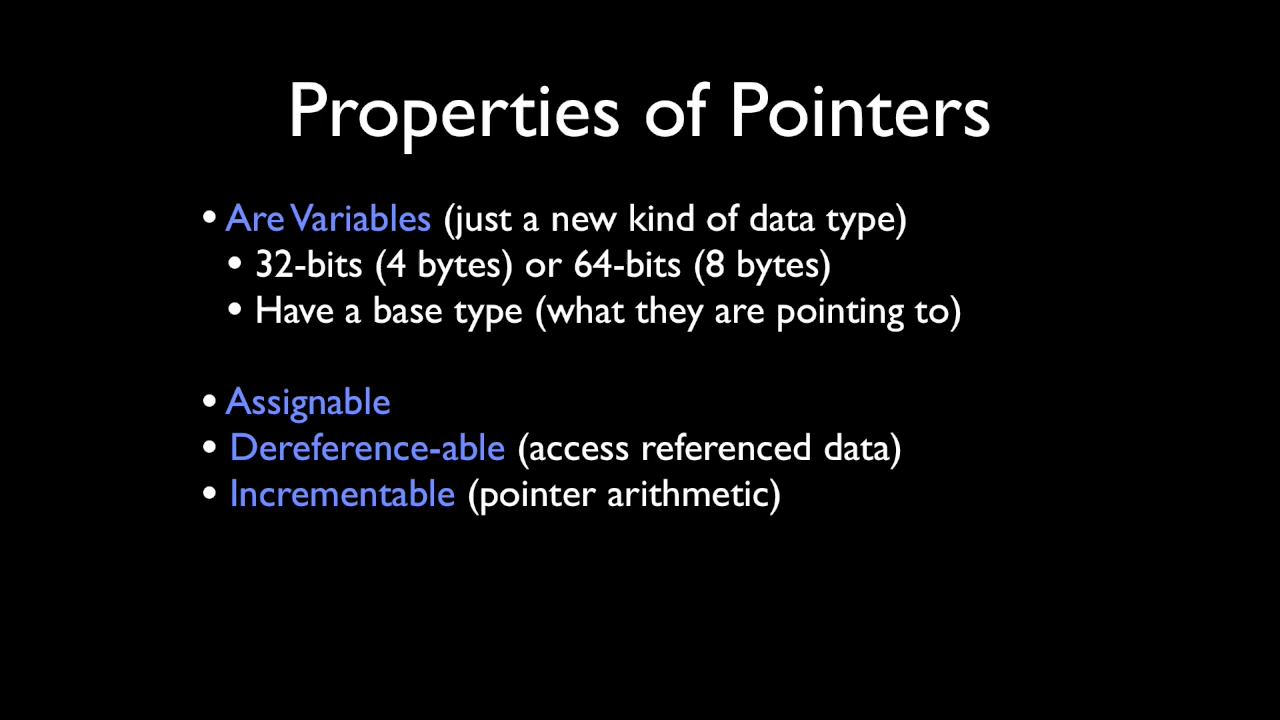 Properties of Pointers
• Are Variables (just a new kind of data type)
• 32-bits (4 bytes) or 64-bits (8 bytes)
• Have a base type (what they are pointing to)
• Assignable
• Dereference-able (access referenced data)
• Incrementable (pointer arithmetic)